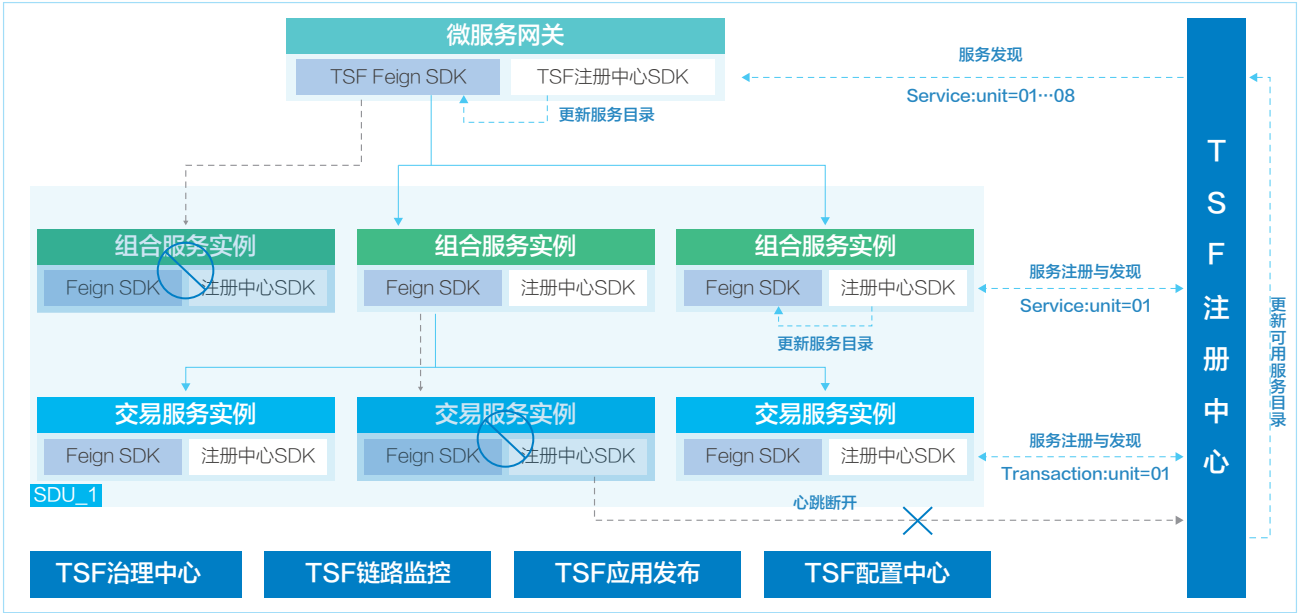 微服务网关
TSF Feign SDK
TSF注册中心SDK
更新服务目录
服务发现
Service:unit=01···08
组合服务实例
Feign SDK
注册中心SDK
组合服务实例
Feign SDK
注册中心SDK
组合服务实例
Feign SDK
注册中心SDK
更新服务目录
服务注册与发现
Service:unit=01
交易服务实例
Feign SDK
注册中心SDK
交易服务实例
Feign SDK
注册中心SDK
交易服务实例
Feign SDK
注册中心SDK
服务注册与发现
Transaction:unit=01
SDU_1
心跳断开
TSF注册中心
更新可用服务目录
TSF治理中心
TSF链路监控
TSF应用发布
TSF配置中心